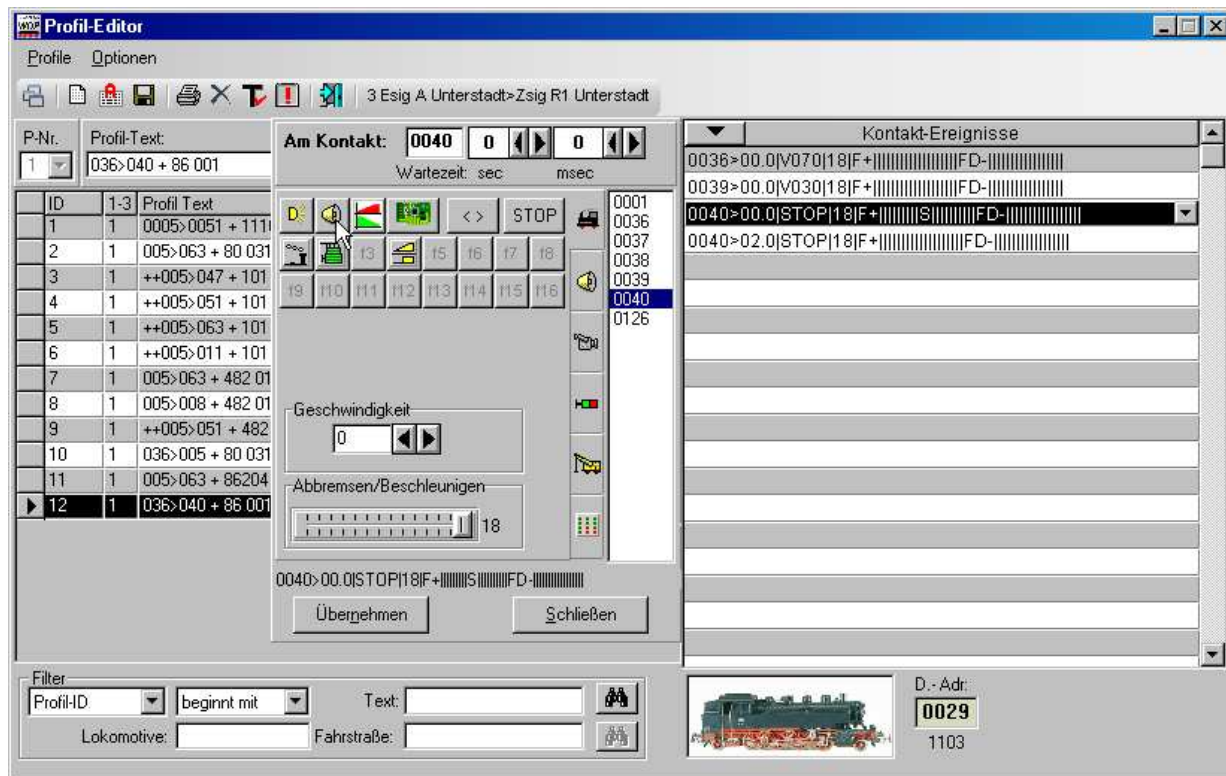 Profil-Editor
Profile Optionen
3 Esig A Unterstadt>Zsig R1 Unterstadt
P-Nr. Profil-Text:
1 036>040 + 86 001
ID 1-3 Profil Text
1 1 0005>0051 + 111
2 1 005>063 + 80 031
3 1 ++005>047 + 101
4 1 ++005>051 + 101
5 1 ++005>063 + 101
6 1 ++005>011 + 101
7 1 005>063 + 482 01
8 1 005>008 + 482 01
9 1 ++005>051 + 482
10 1 036>005 + 80 031
11 1 005>063 + 86204
12 1 036>040 + 86 001
Am Kontakt: 0040 0 0
Wartezeit: sec msec
< > STOP
f3 f5 f6 f7 f8
f9 f10 f11 f12 f13 f14 f15 f16
0001
0036
0037
0038
0039
0040
0126
Geschwindigkeit
0
Abbremsen/Beschleunigen
18
0040>00.0|STOP|18|F+||||||||S|||||||||FD-|||||||||||||||
Übernehmen Schließen
Kontakt-Ereignisse
0036>00.0|V070|18|F+||||||||||||||||||FD-|||||||||||||||
0039>00.0|V030|18|F+||||||||||||||||||FD-|||||||||||||||
0040>00.0|STOP|18|F+||||||||S|||||||||FD-|||||||||||||||
0040>02.0|STOP|18|F+||||||||||||||||||FD-|||||||||||||||
Filter
Profil-ID beginnt mit Text:
Lokomotive: Fahrstraße:
D.- Adr:
0029
1103